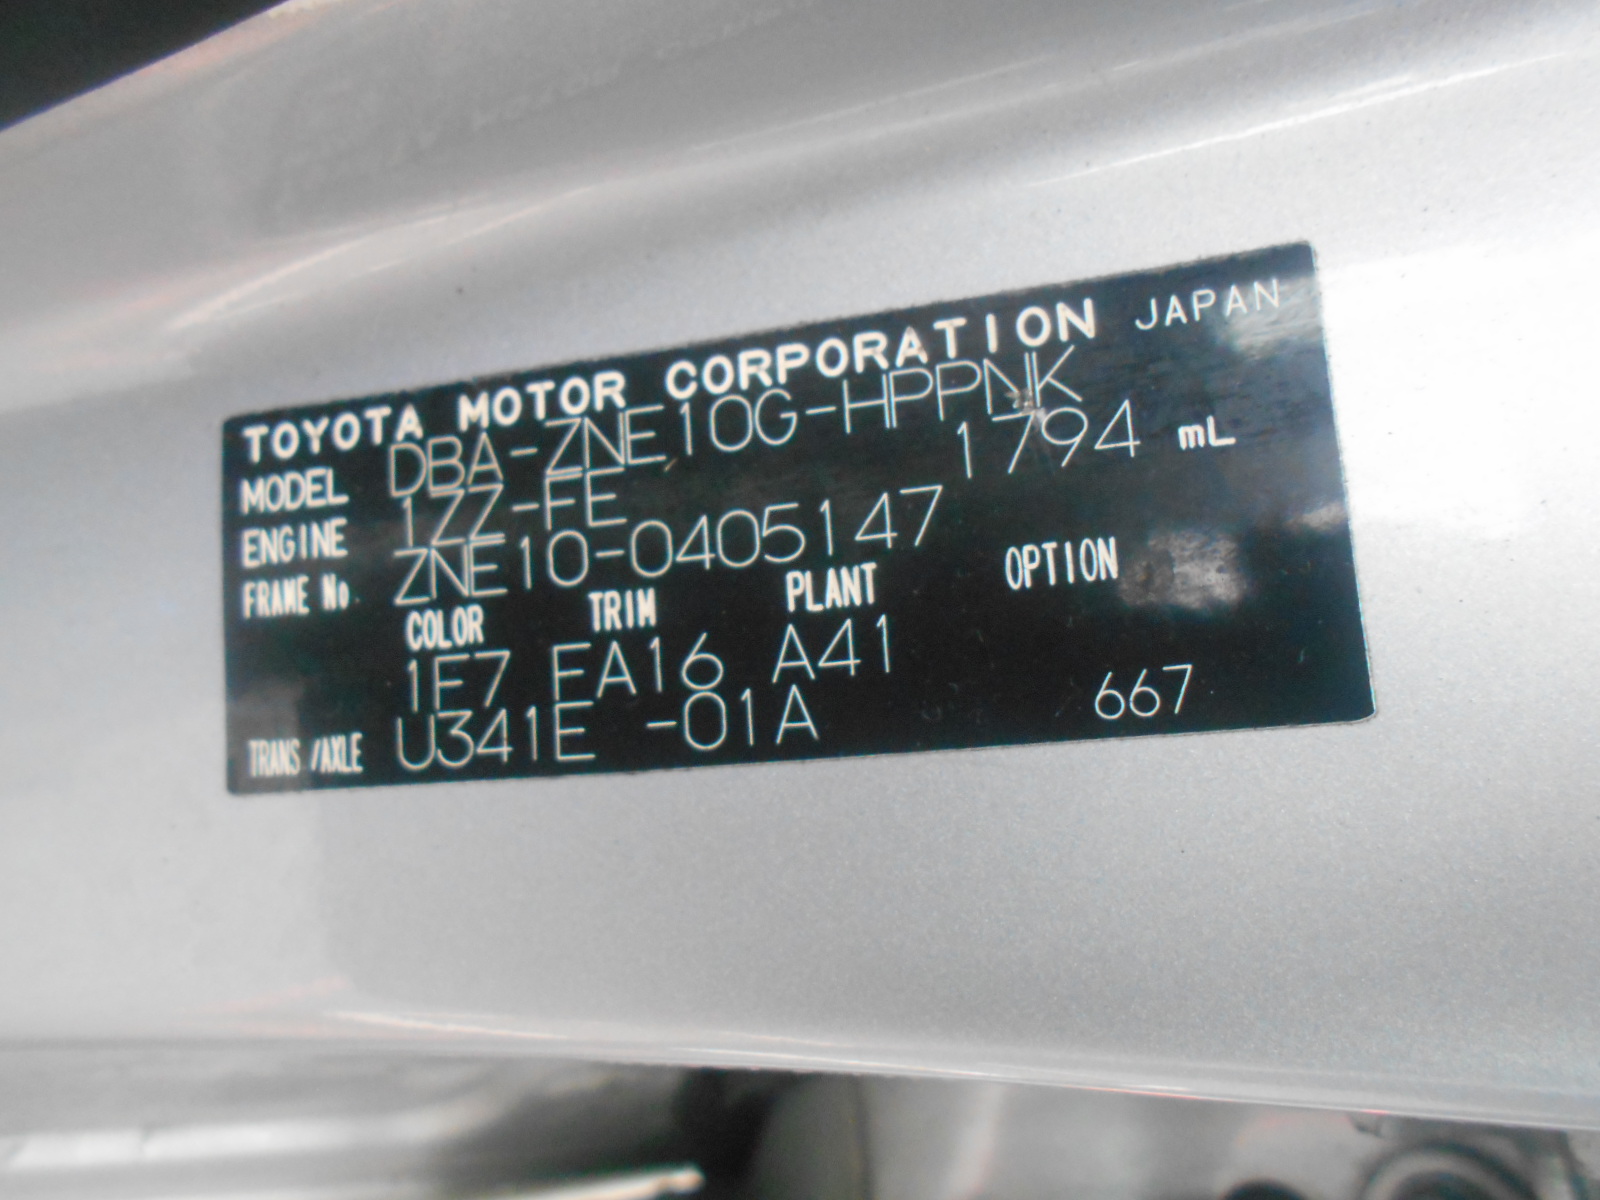 TOYOTA MOTOR CORPORATION JAPAN
MODEL DBA-ZNE10G-HPPNK
ENGINE 1ZZ-FE 1794 mL
FRAME No. ZNE10-0405147
COLOR TRIM PLANT OPTION
1F7 FA16 A41
TRANS/AXLE U341E -01A 667